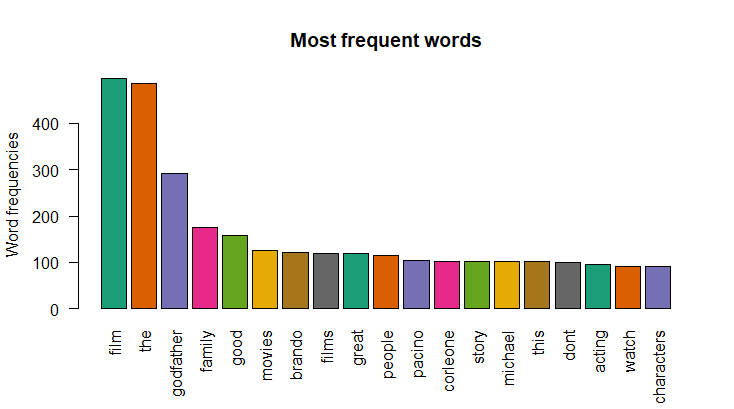 Most frequent words
Word frequencies
400
300
200
100
0
film
the
godfather
family
good
movies
brando
films
great
people
pacino
corleone
story
michael
this
dont
acting
watch
characters